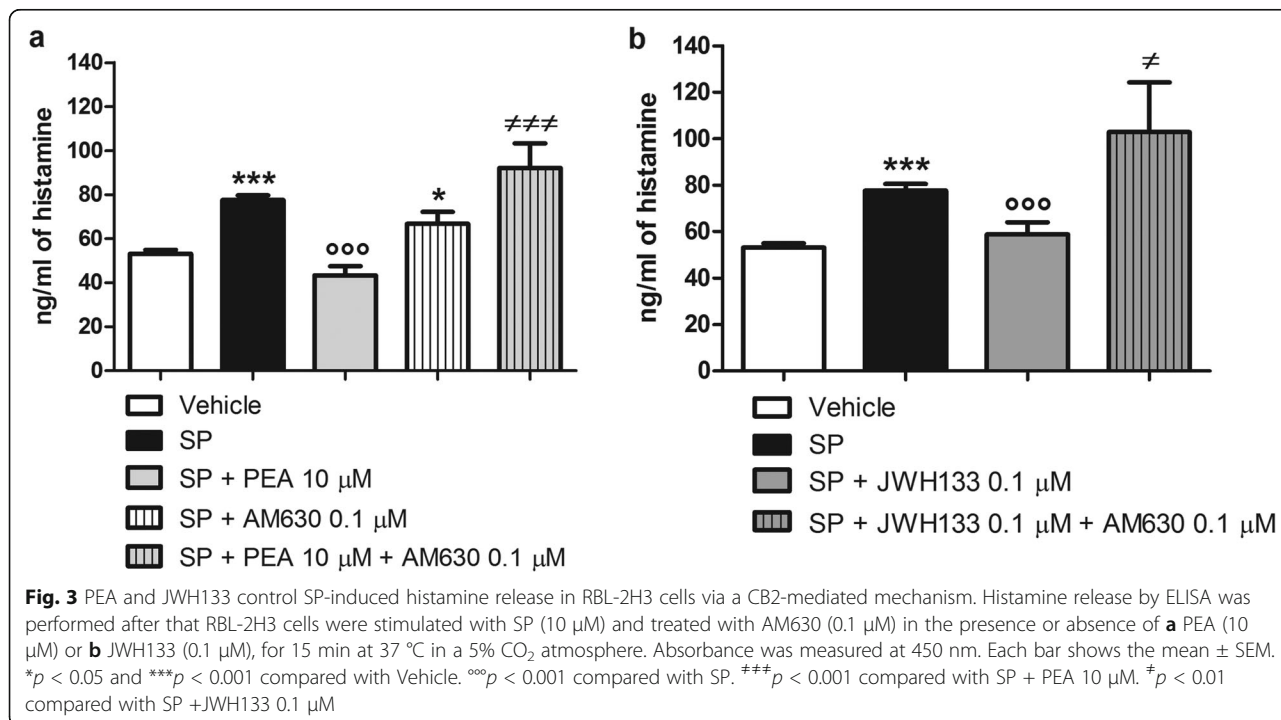 a
140
120
100
80
60
40
20
0
ng/ml of histamine
***
°°°
*
≠≠≠
Vehicle
SP
SP + PEA 10 µM
SP + AM630 0.1 µM
SP + PEA 10 µM + AM630 0.1 µM
b
140
120
100
80
60
40
20
0
ng/ml of histamine
***
°°°
≠
Vehicle
SP
SP + JWH133 0.1 µM
SP + JWH133 0.1 µM + AM630 0.1 µM
Fig. 3 PEA and JWH133 control SP-induced histamine release in RBL-2H3 cells via a CB2-mediated mechanism. Histamine release by ELISA was
performed after that RBL-2H3 cells were stimulated with SP (10 µM) and treated with AM630 (0.1 µM) in the presence or absence of a PEA (10
µM) or b JWH133 (0.1 µM), for 15 min at 37 °C in a 5% CO₂ atmosphere. Absorbance was measured at 450 nm. Each bar shows the mean ± SEM.
*p < 0.05 and ***p < 0.001 compared with Vehicle. °°°p < 0.001 compared with SP. ≠≠≠p < 0.001 compared with SP + PEA 10 µM. ≠p < 0.01
compared with SP +JWH133 0.1 µM